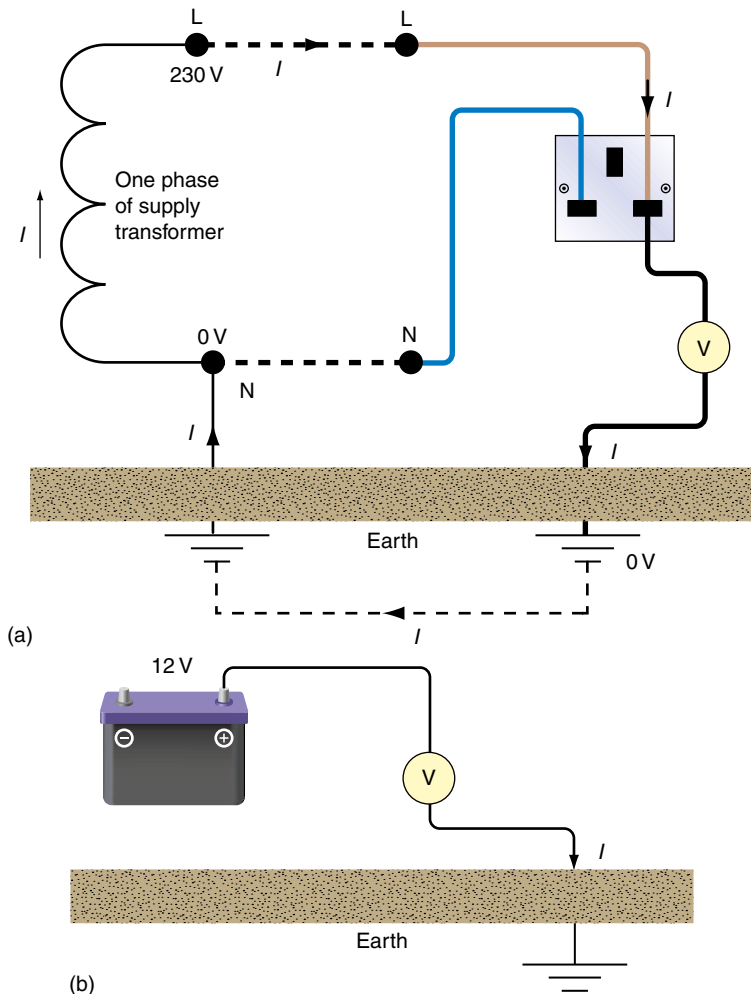 L
L
230 V
I
I
One phase
of supply
transformer
I
0 V
N
N
V
I
I
Earth
0 V
I
(a)
12 V
− +
V
I
Earth
(b)